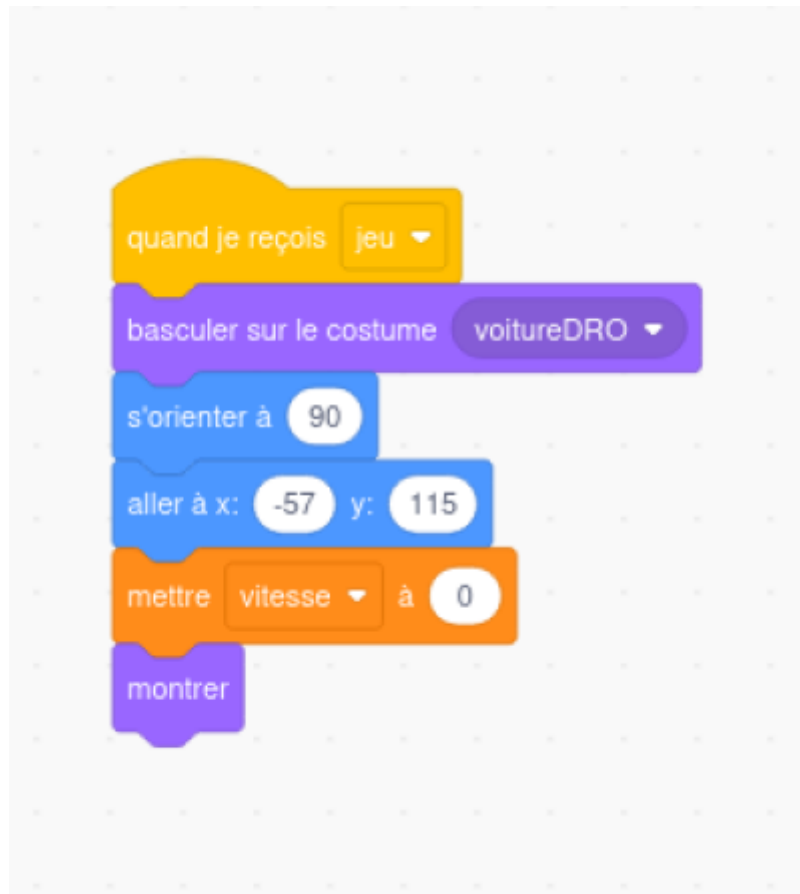 quand je reçois jeu
basculer sur le costume voitureDRO
s'orienter à 90
aller à x: -57 y: 115
mettre vitesse à 0
montrer